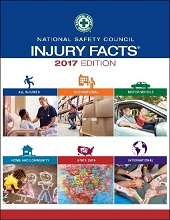 NATIONAL SAFETY COUNCIL
INJURY FACTS®
2017 EDITION
ALL INJURIES
OCCUPATIONAL
MOTOR VEHICLE
HOME AND COMMUNITY
STATE DATA
INTERNATIONAL